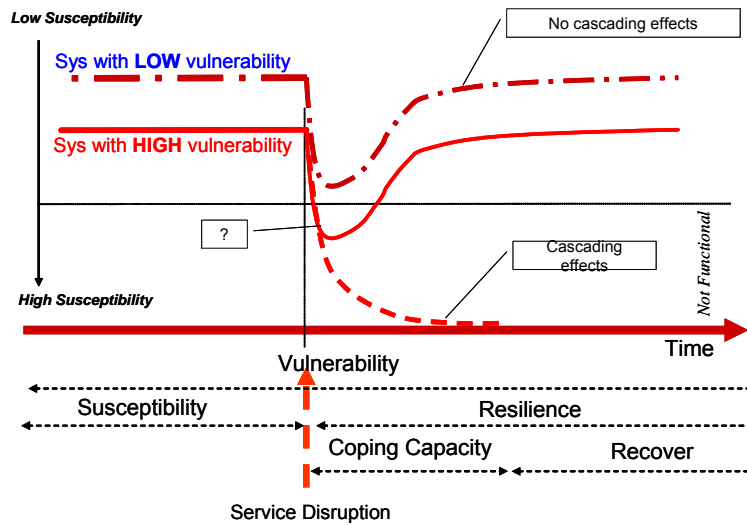 Low Susceptibility
No cascading effects
Sys with LOW vulnerability
Sys with HIGH vulnerability
?
Cascading
effects
Not Functional
High Susceptibility
Time
Vulnerability
Susceptibility
Resilience
Coping Capacity
Recover
Service Disruption